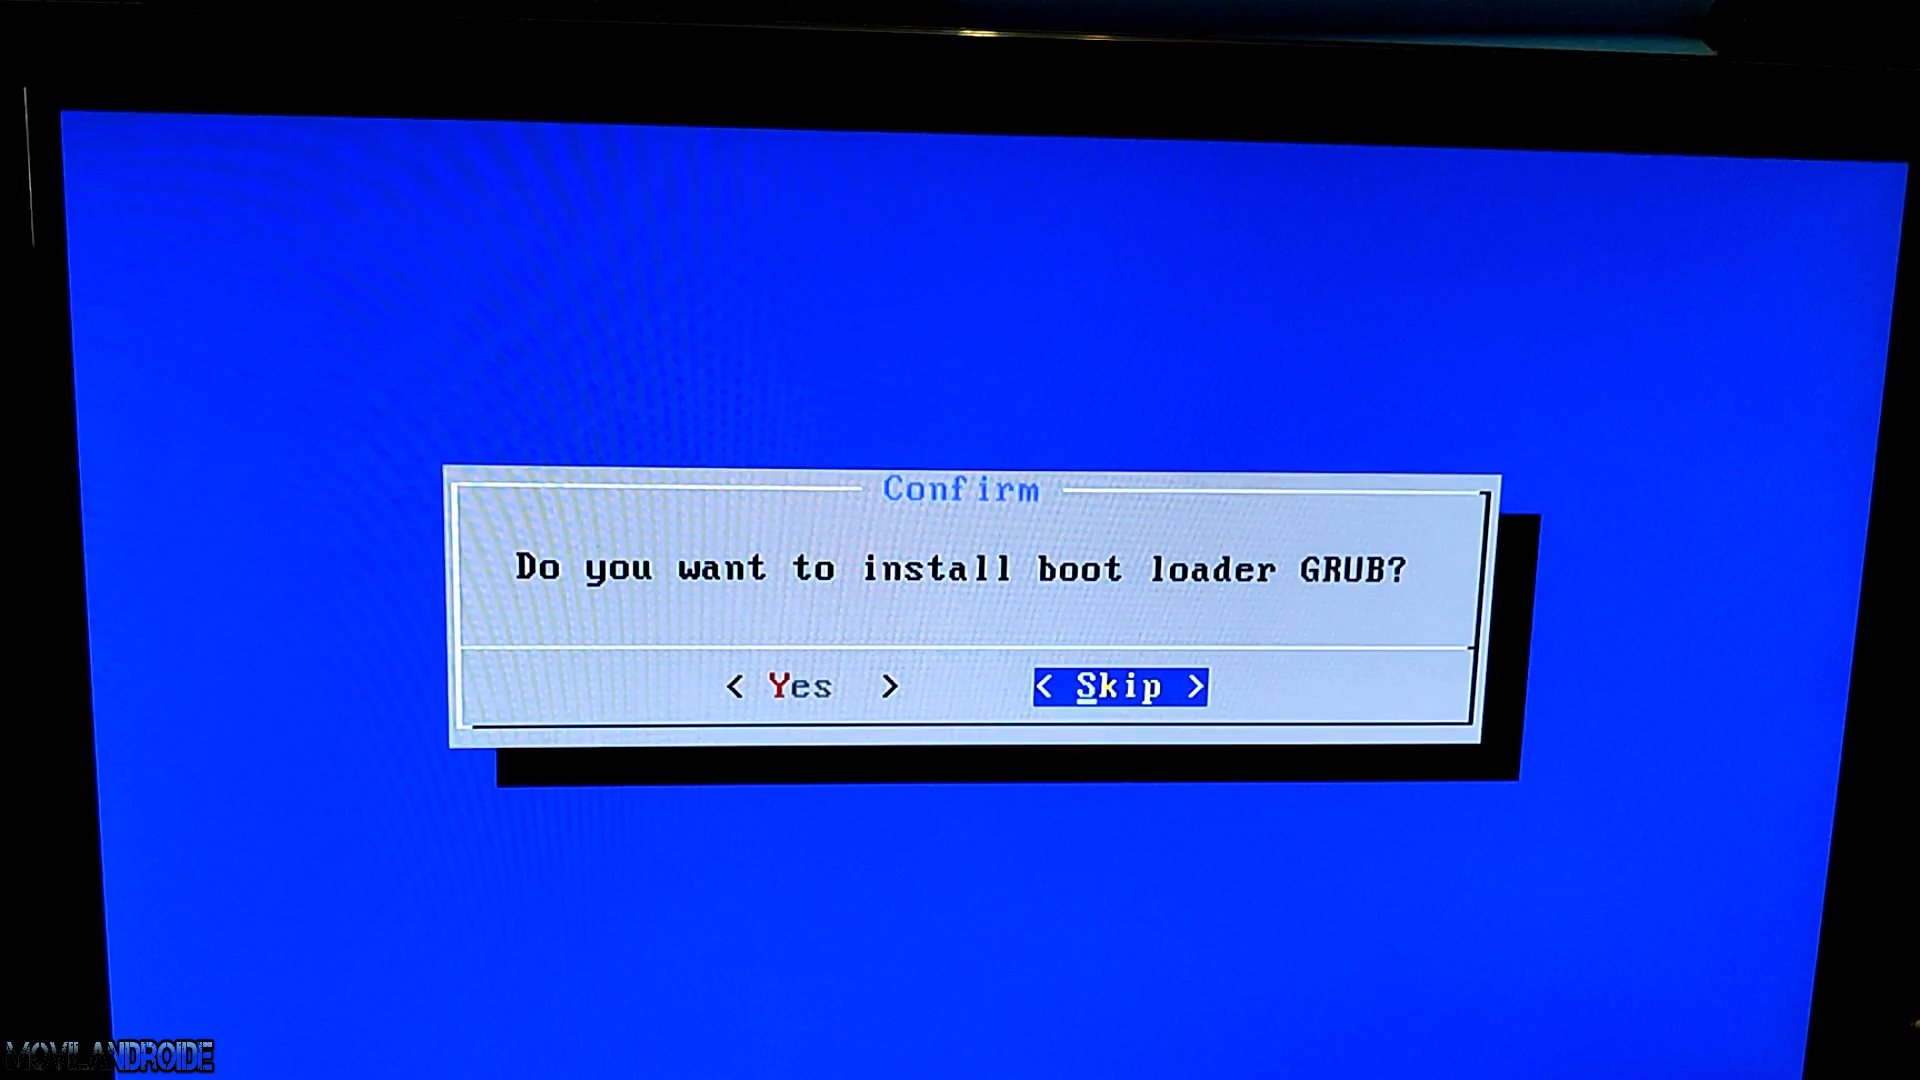 Confirm
Do you want to install boot loader GRUB?
< Yes > < Skip >
MOVILANDROIDE